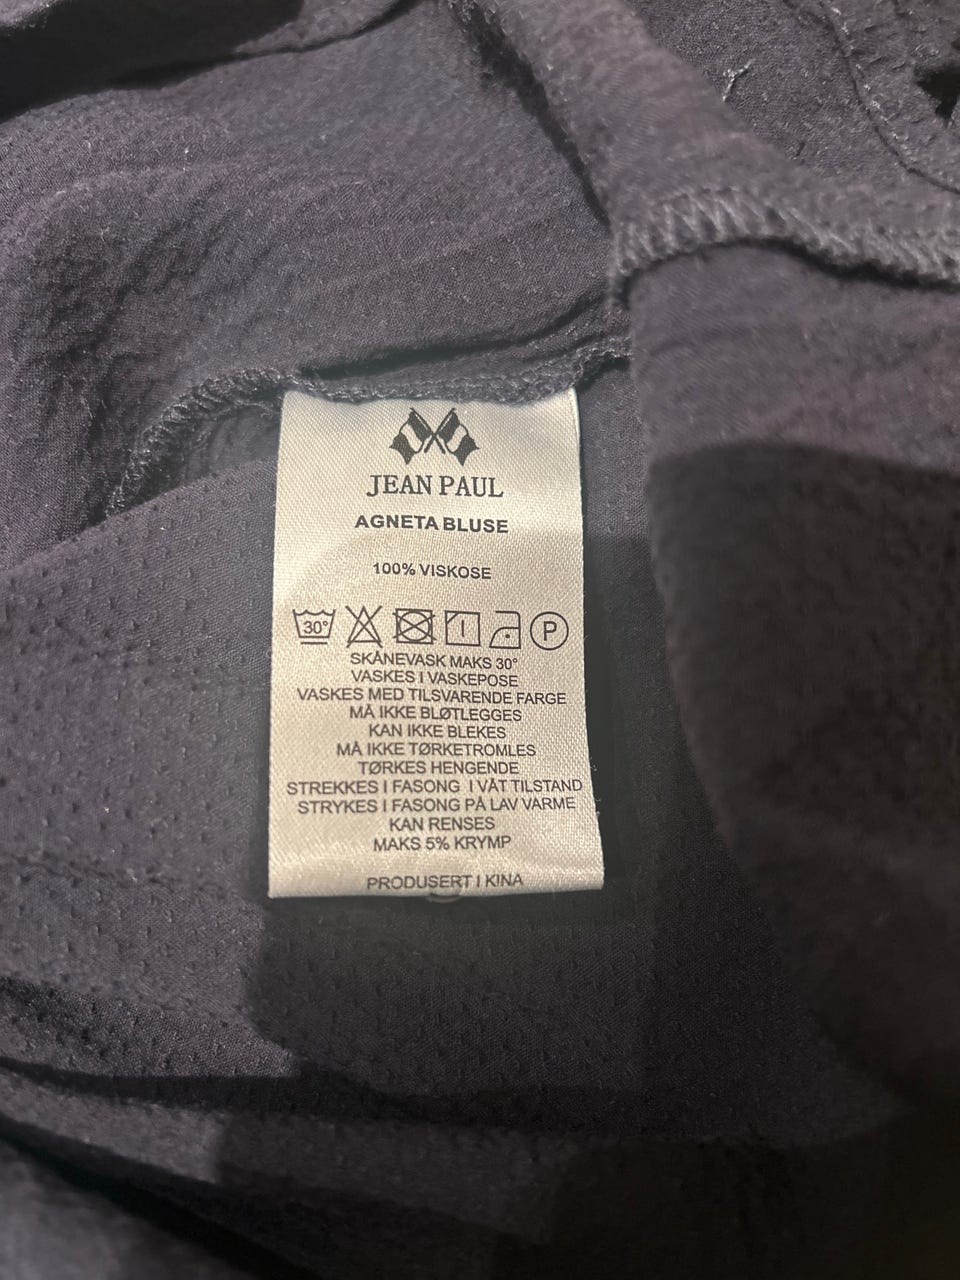 JEAN PAUL
AGNETA BLUSE
100% VISKOSE
30° P
SKÅNEVASK MAKS 30°
VASKES I VASKEPOSE
VASKES MED TILSVARENDE FARGE
MÅ IKKE BLØTLEGGES
KAN IKKE BLEKES
MÅ IKKE TØRKETROMLES
TØRKES HENGENDE
STREKKES I FASONG I VÅT TILSTAND
STRYKES I FASONG PÅ LAV VARME
KAN RENSES
MAKS 5% KRYMP
PRODUSERT I KINA